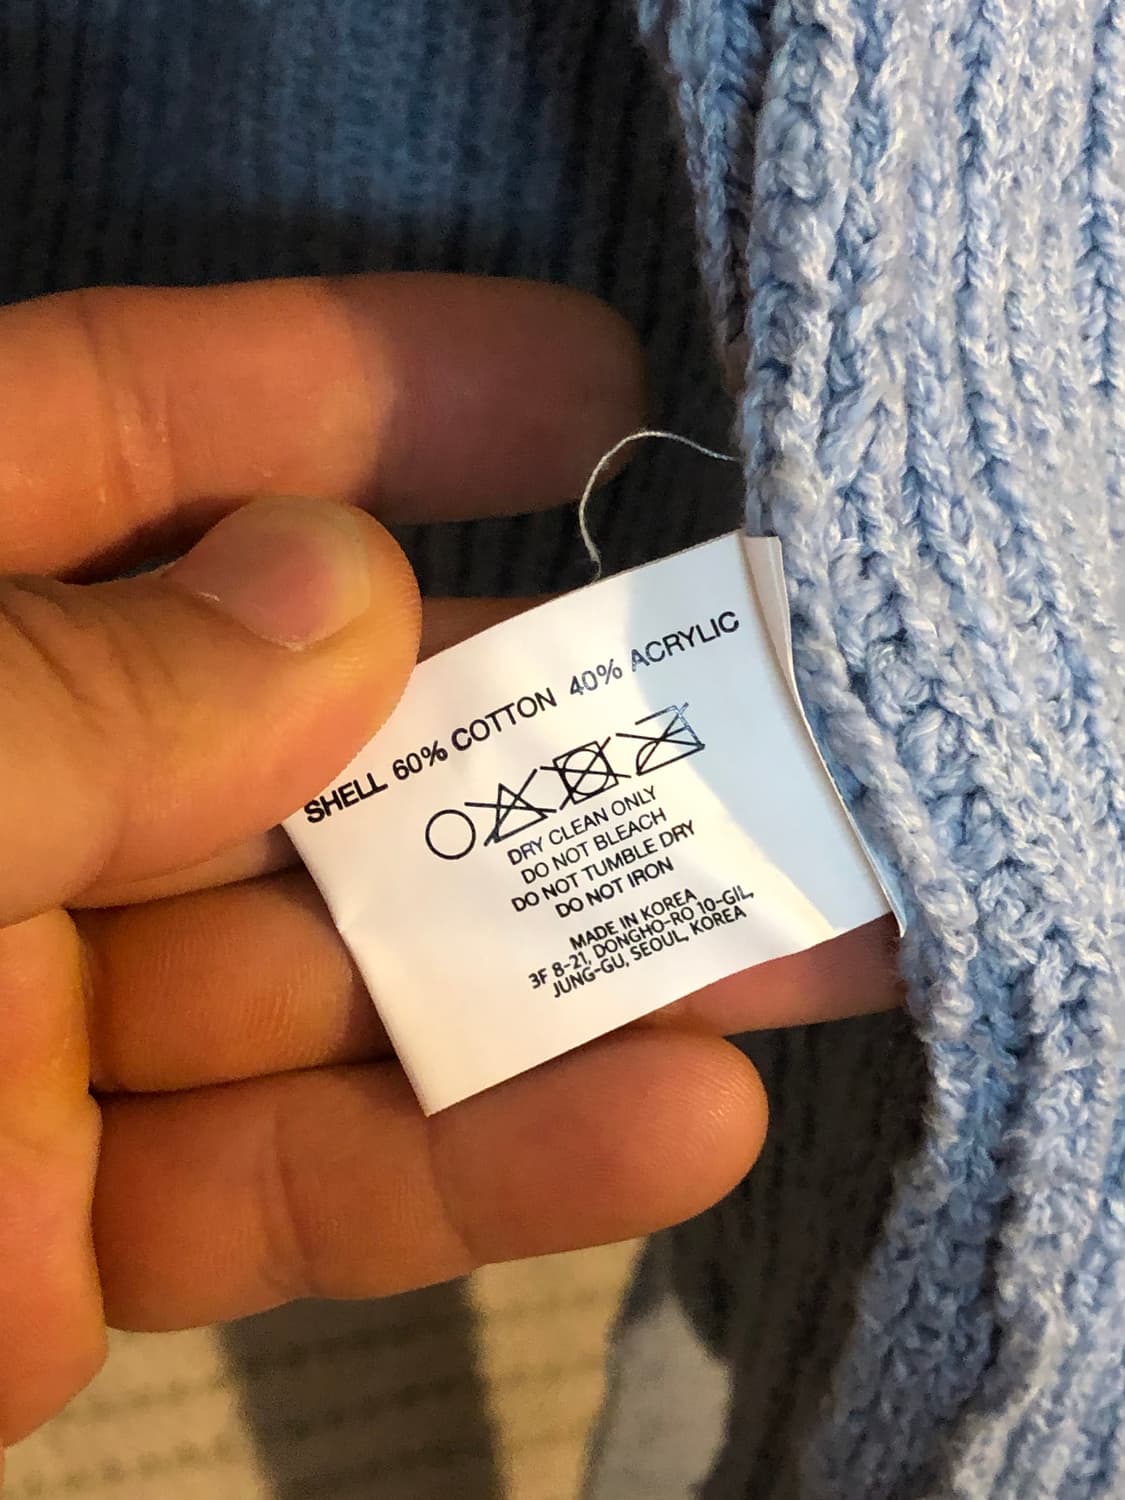 SHELL 60% COTTON 40% ACRYLIC
DRY CLEAN ONLY
DO NOT BLEACH
DO NOT TUMBLE DRY
DO NOT IRON
MADE IN KOREA
3F 8-21, DONGHO-RO 10-GIL,
JUNG-GU, SEOUL, KOREA